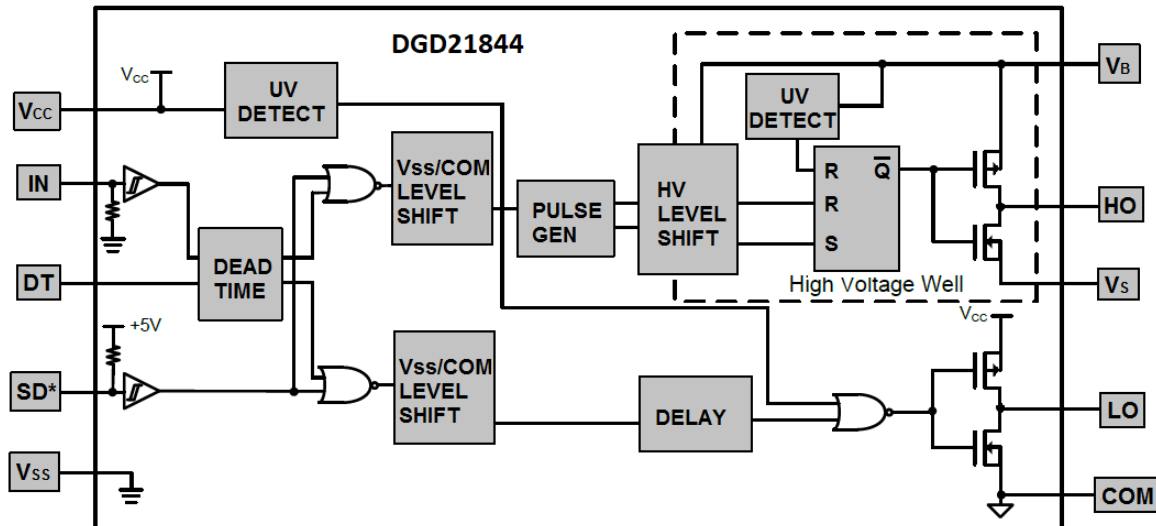 DGD21844
VCC
VCC
UV
DETECT
VB
UV
DETECT
IN
Vss/COM
LEVEL
SHIFT
HV
LEVEL
SHIFT
R
Q
R
S
PULSE
GEN
HO
DT
DEAD
TIME
High Voltage Well
VS
+5V
VCC
SD*
Vss/COM
LEVEL
SHIFT
DELAY
LO
VSS
COM